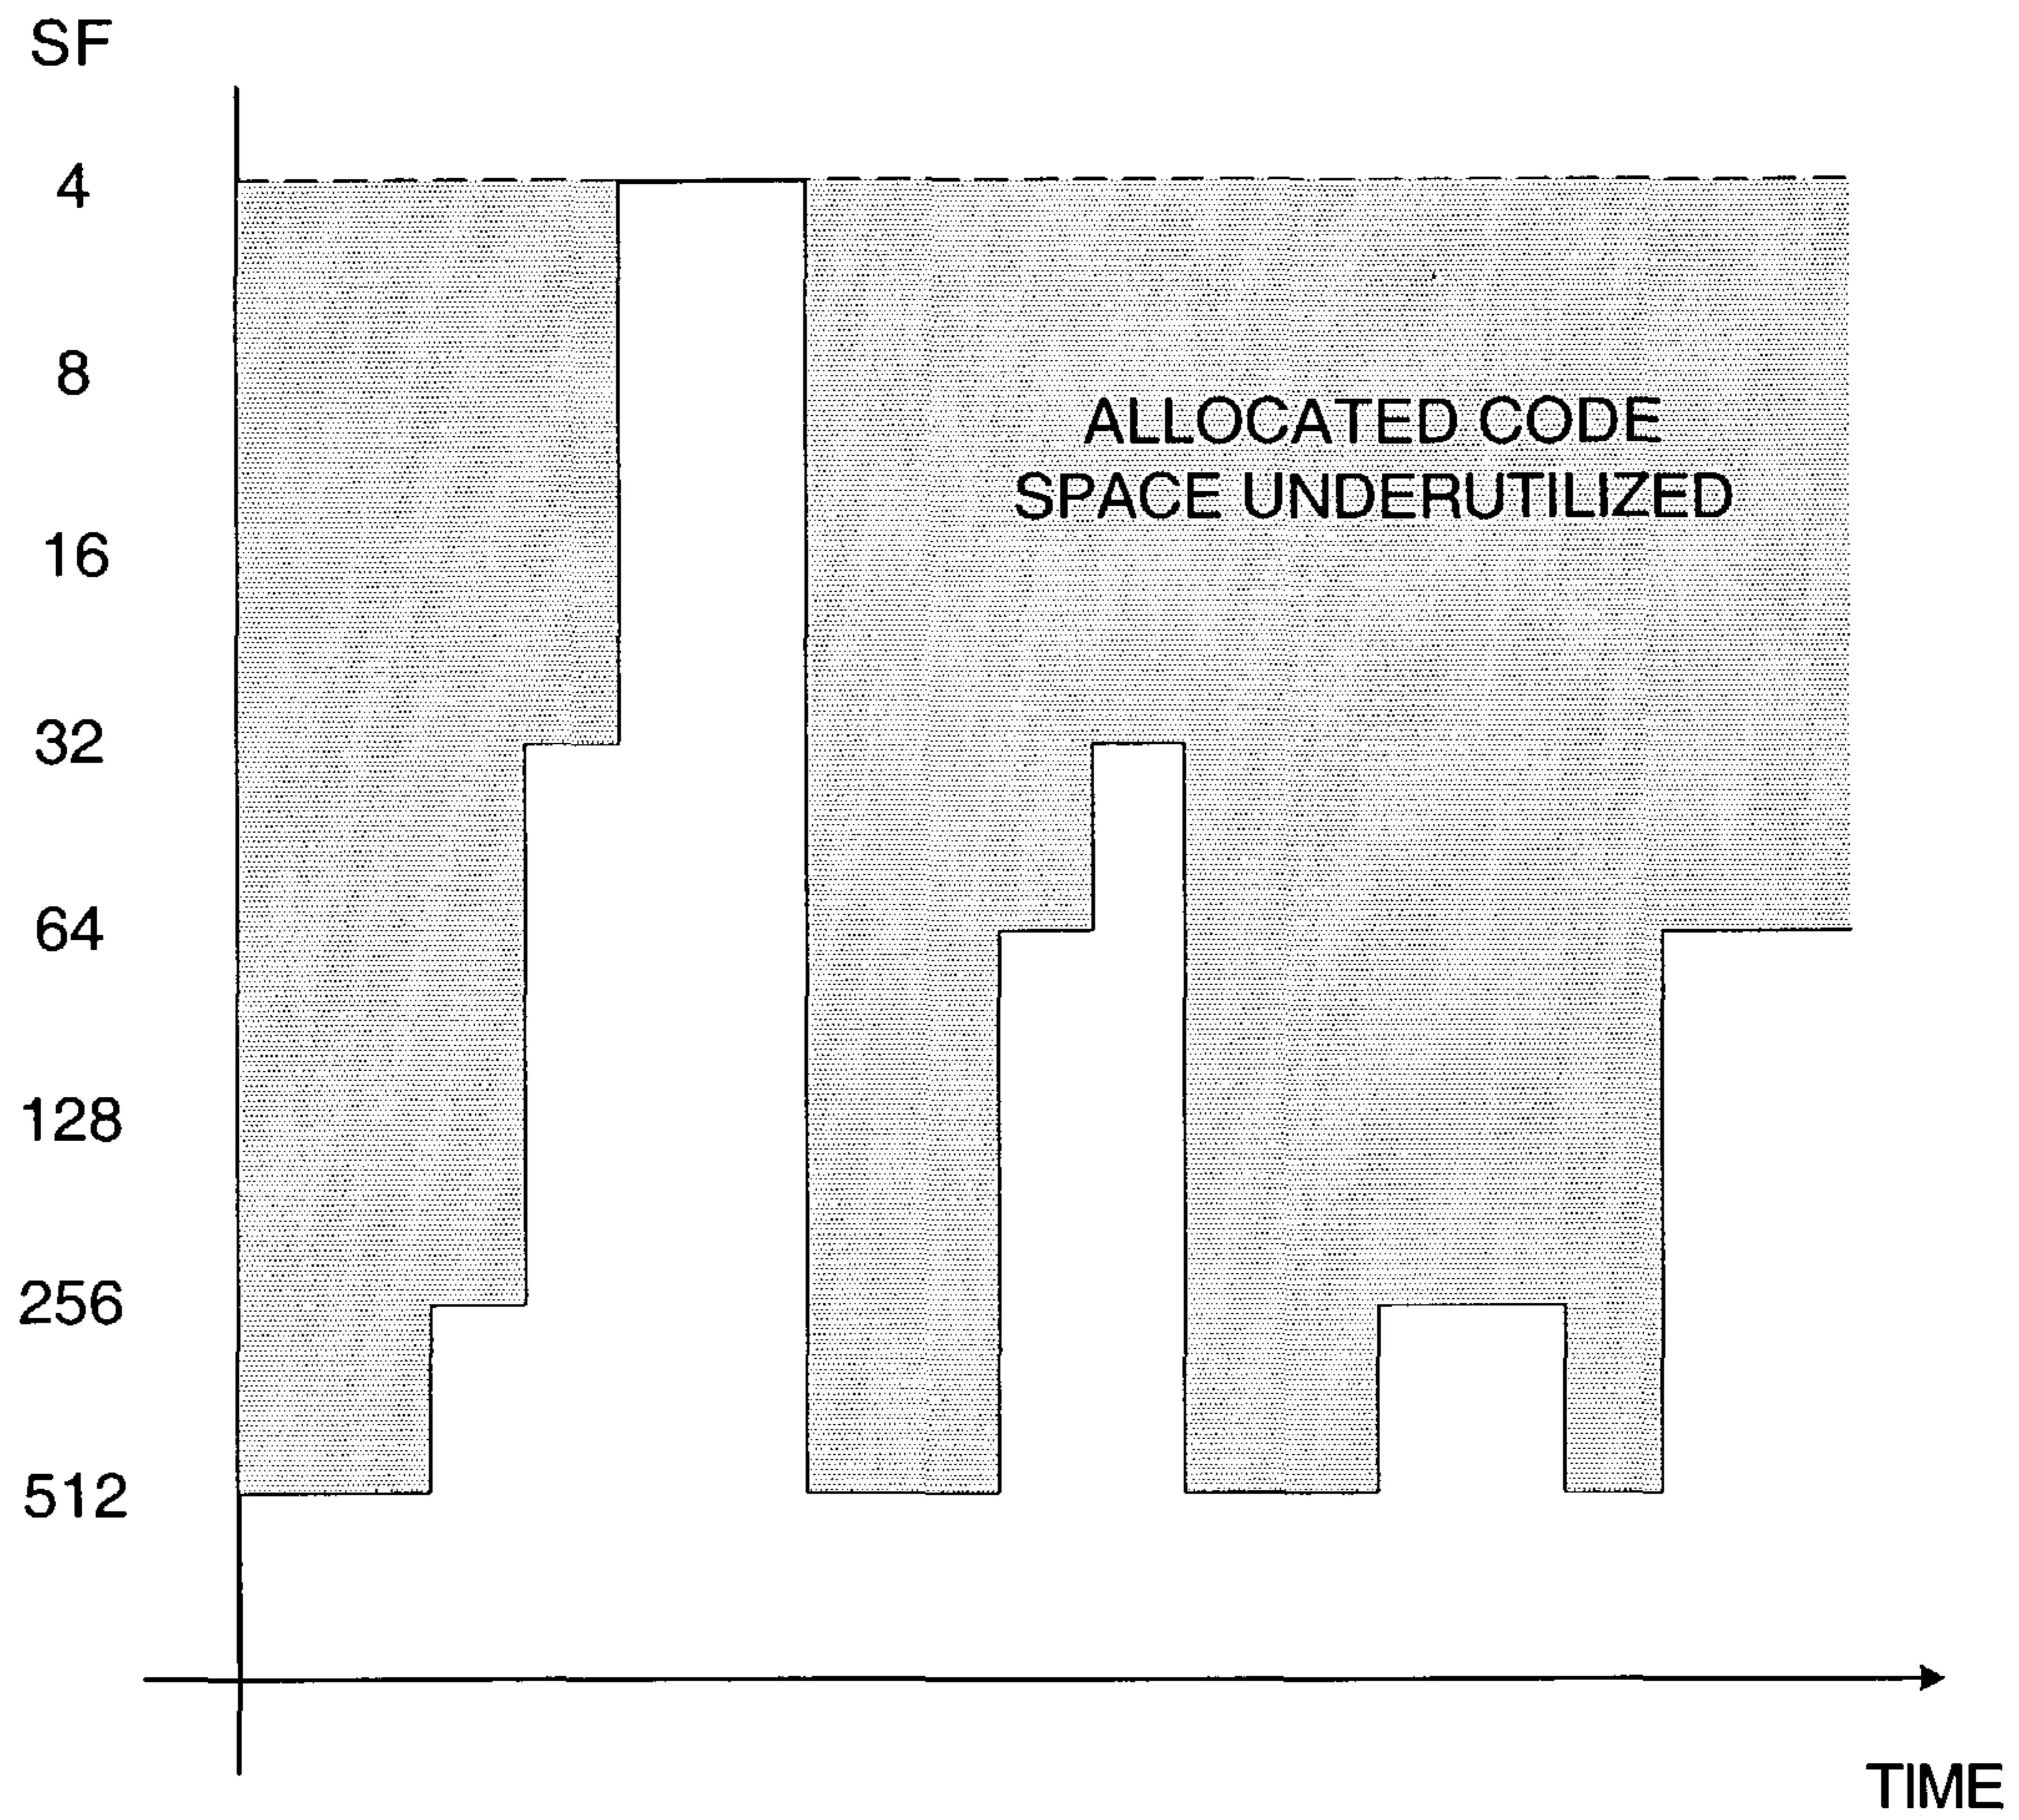 SF
4
8
ALLOCATED CODE
SPACE UNDERUTILIZED
16
32
64
128
256
512
TIME